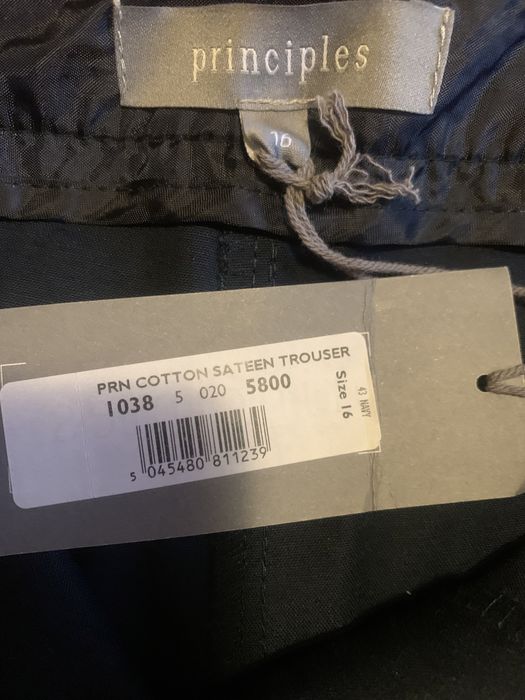 principles
16
PRN COTTON SATEEN TROUSER
1038 5 020 5800
Size 16
43 NAVY
5 045480 811239